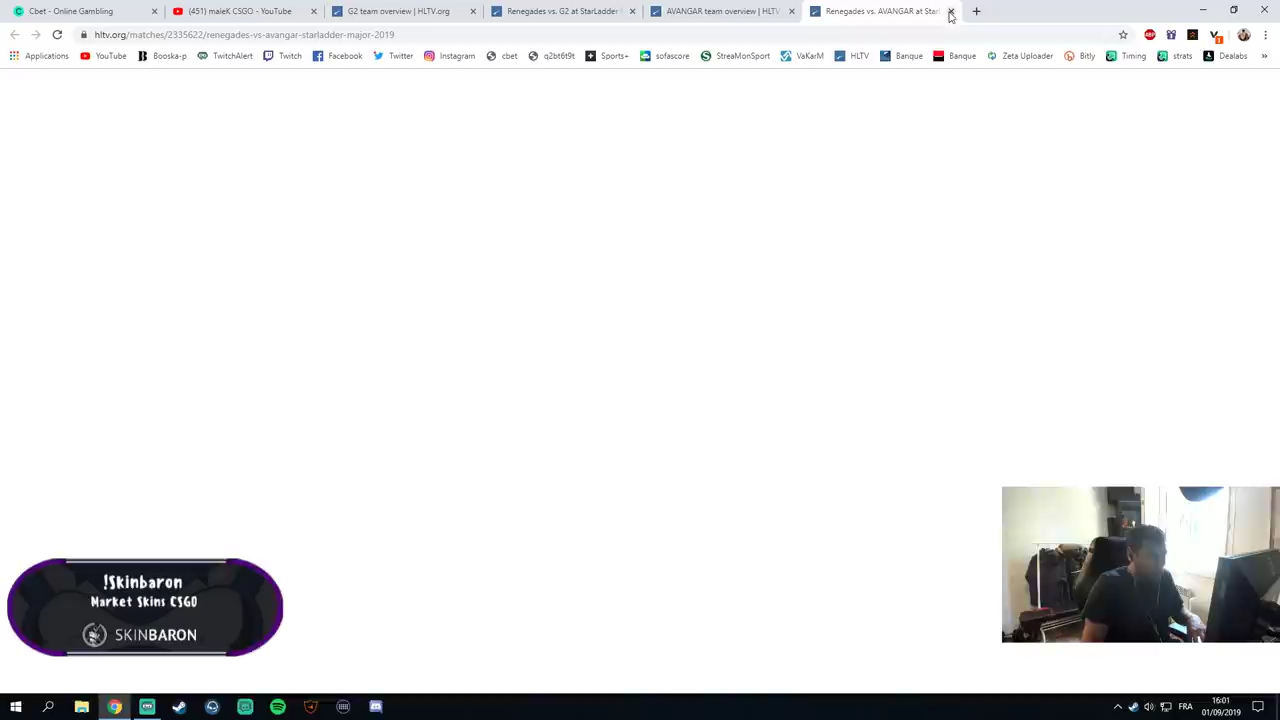 Cbet - Online Gambling
(451) maleK CSGO - YouTube
G2 team overview | HLTV.org
Renegades vs. G2 at StarLadder
AVANGAR team overview | HLTV
Renegades vs. AVANGAR at Star
hltv.org/matches/2335622/renegades-vs-avangar-starladder-major-2019
Applications YouTube Booska-p TwitchAlert Twitch Facebook Twitter Instagram cbet q2bt6t9t Sports+ sofascore StreaMonSport VaKarM HLTV Banque Banque Zeta Uploader Bitly Timing strats Dealabs »
!Skinbaron
Market Skins CSGO
SKINBARON
FRA
16:01
01/09/2019